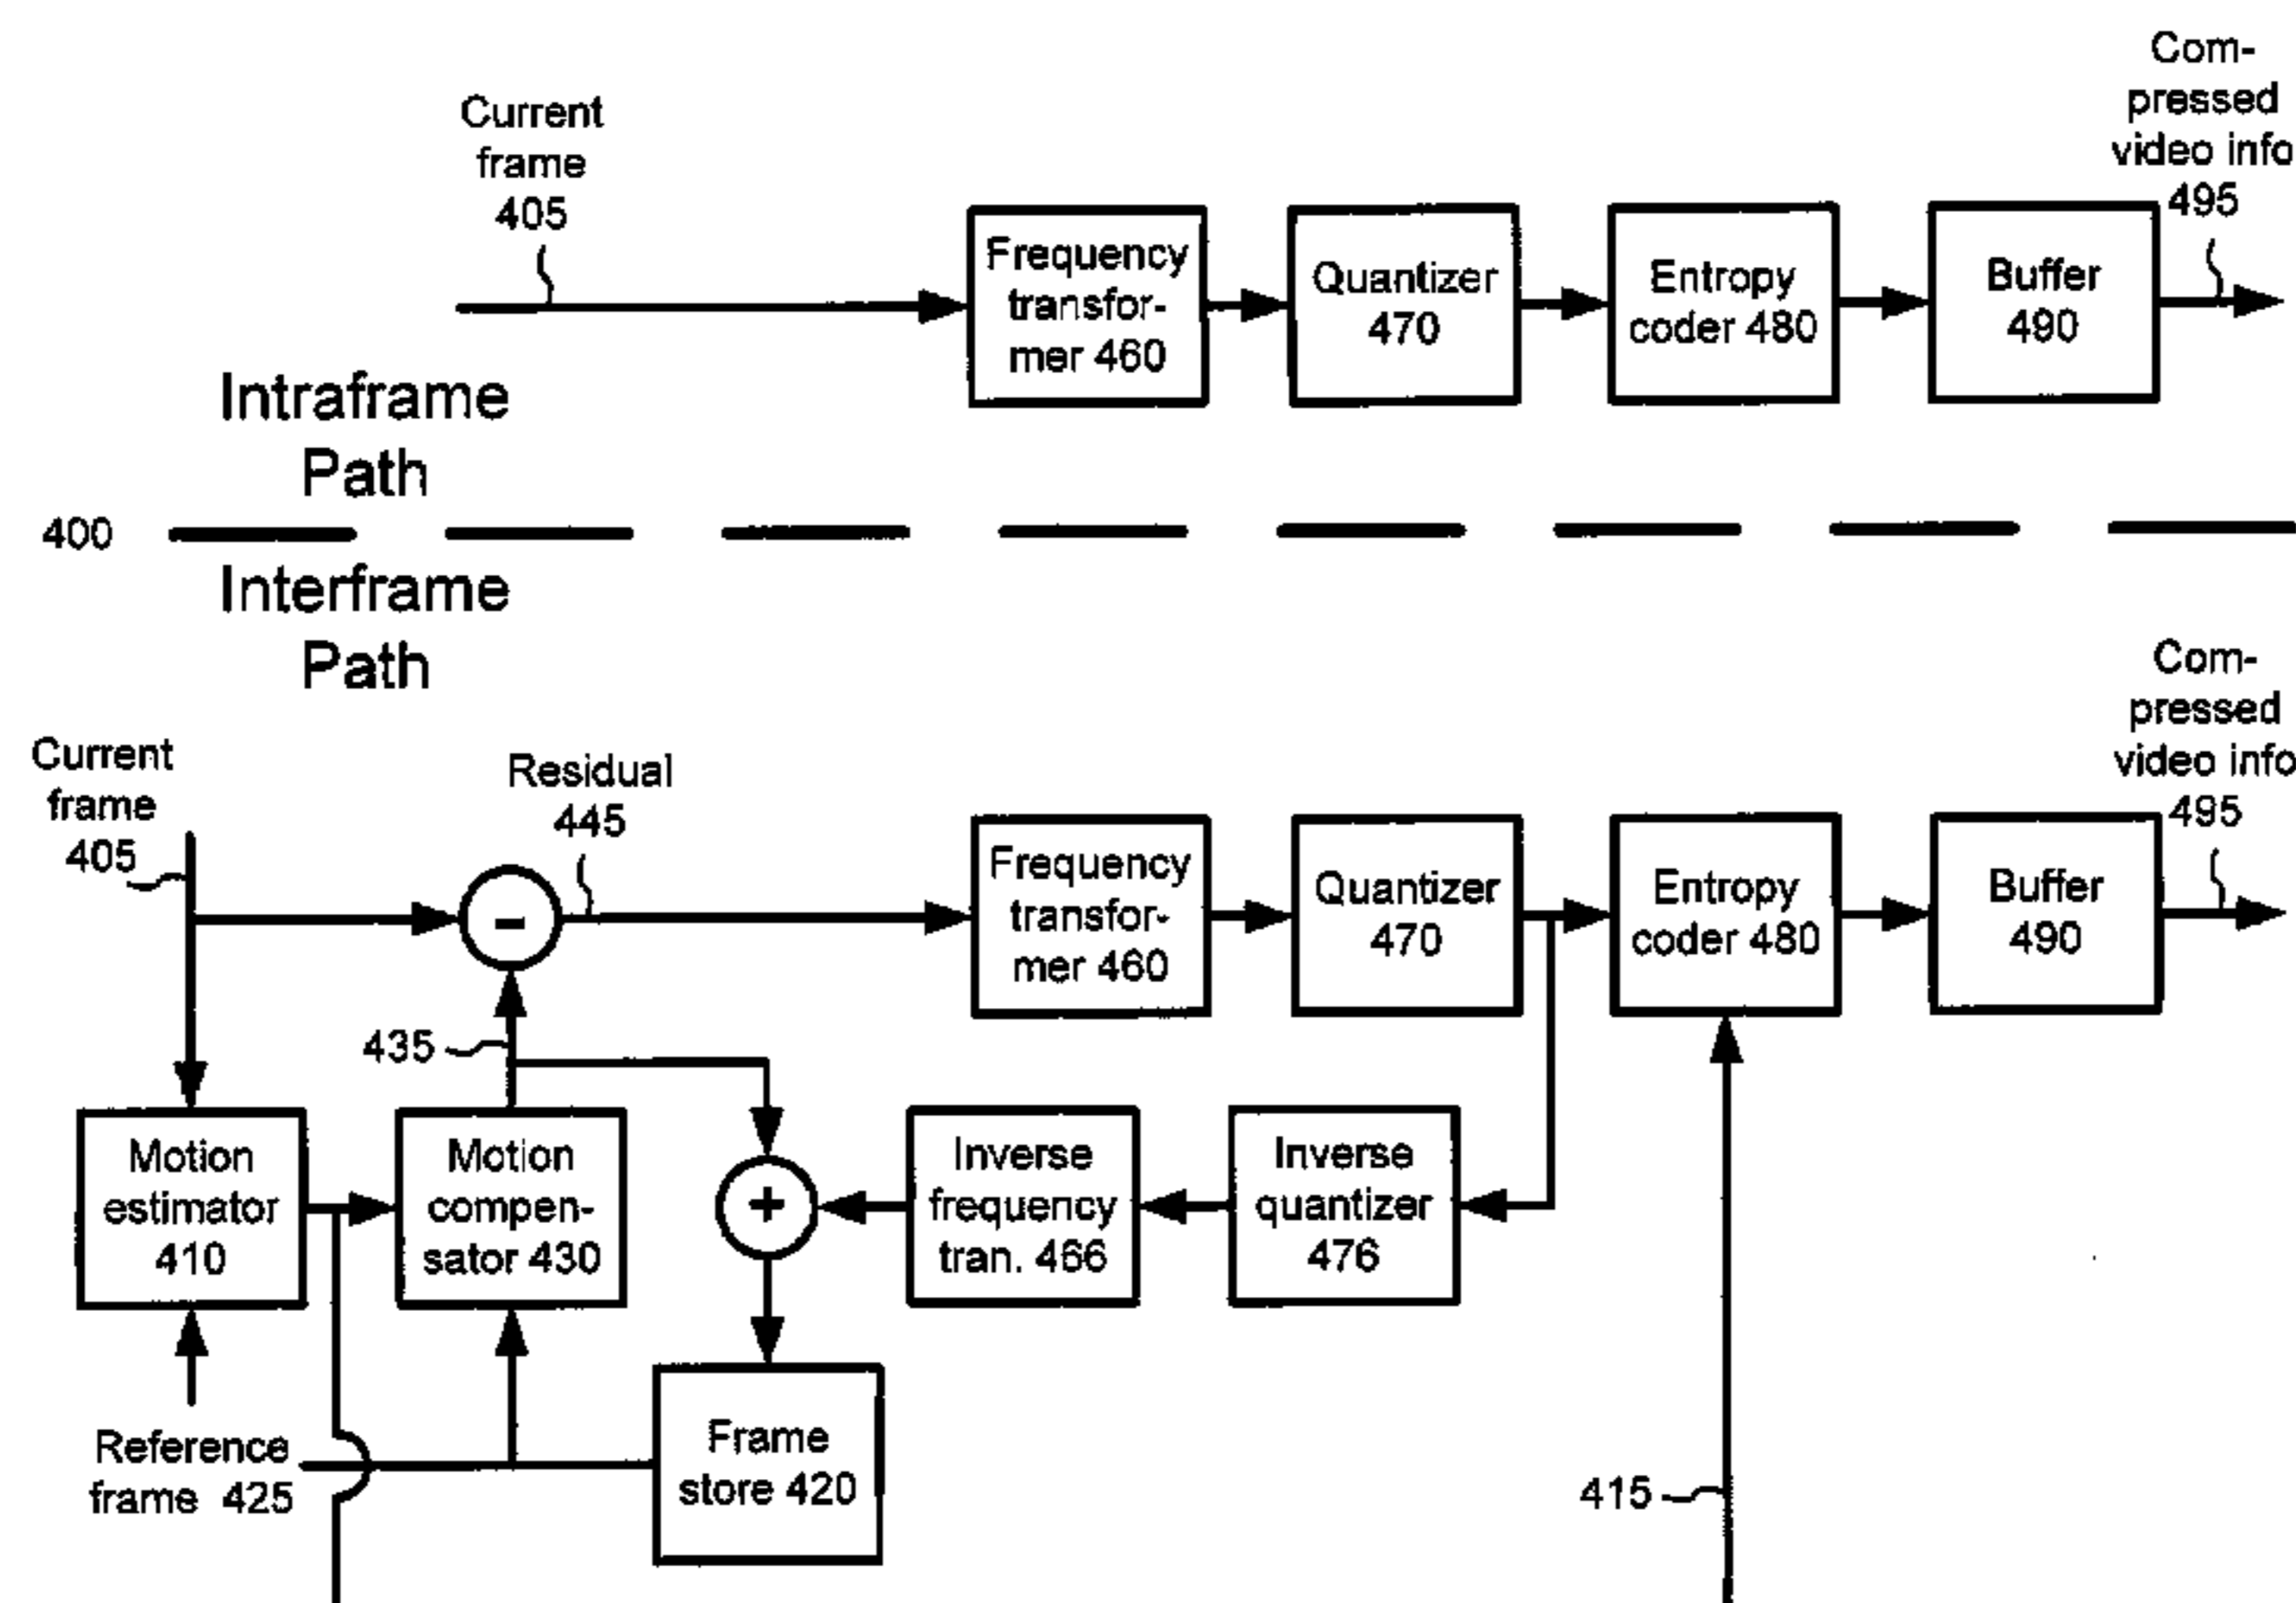 Current
frame
405
Com-
pressed
video info
495
Frequency
transfor-
mer 460
Quantizer
470
Entropy
coder 480
Buffer
490
Intraframe
Path
400
Interframe
Path
Current
frame
405
Residual
445
Com-
pressed
video info
495
-
Frequency
transfor-
mer 460
Quantizer
470
Entropy
coder 480
Buffer
490
435
Motion
estimator
410
Motion
compen-
sator 430
+
Inverse
frequency
tran. 466
Inverse
quantizer
476
Reference
frame 425
Frame
store 420
415